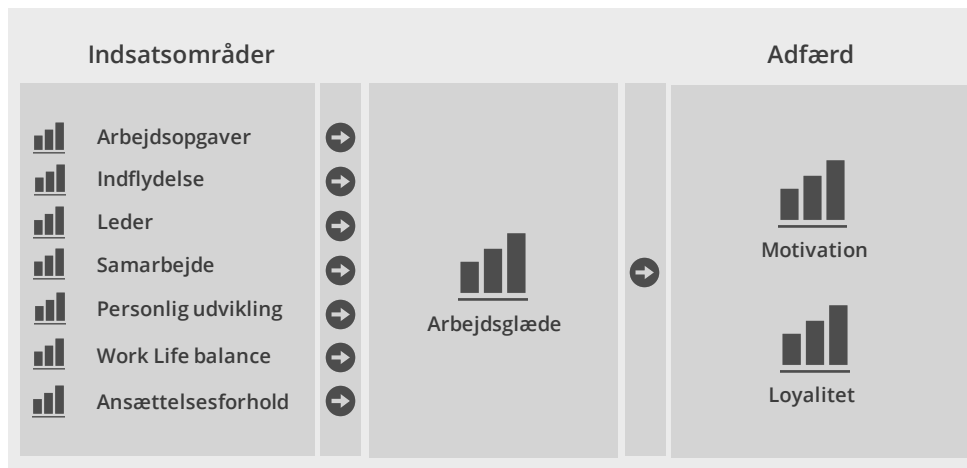 Indsatsområder
Adfærd
Arbejdsopgaver
Indflydelse
Leder
Samarbejde
Personlig udvikling
Work Life balance
Ansættelsesforhold
Arbejdsglæde
Motivation
Loyalitet